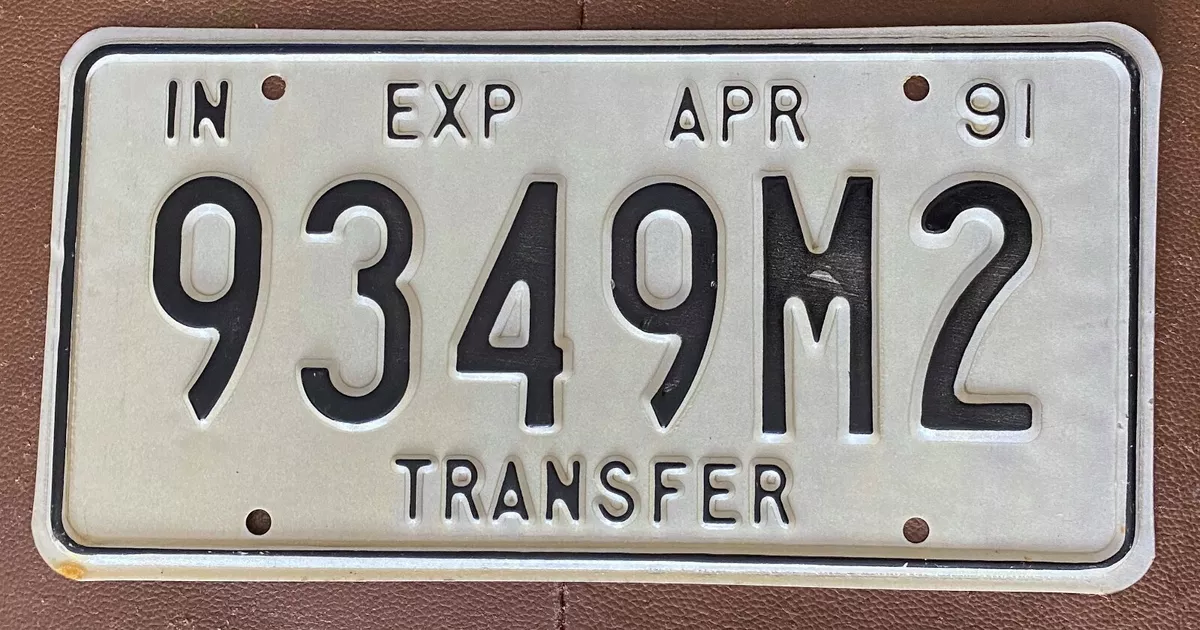 IN EXP APR 91
9349M2
TRANSFER